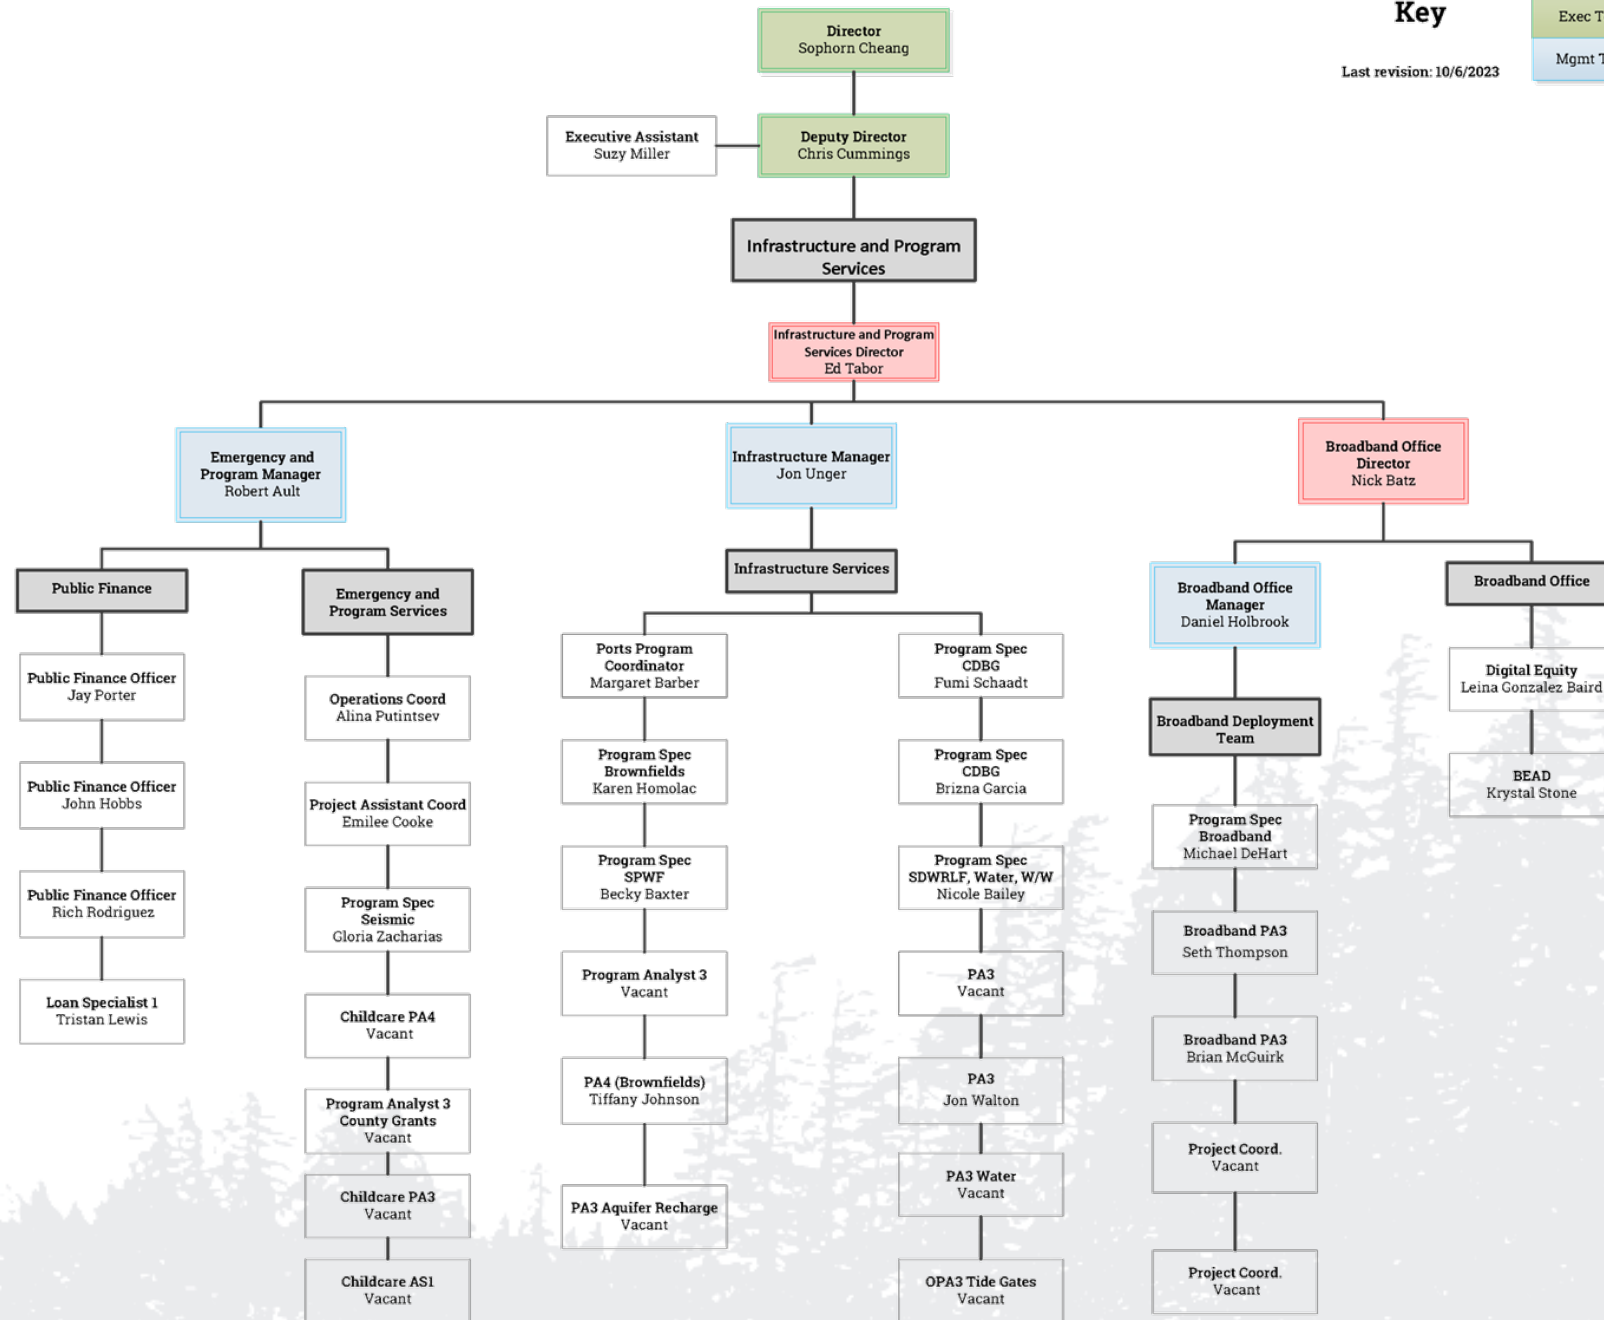 Key
Exec T
Mgmt T
Last revision: 10/6/2023
Director
Sophorn Cheang
Executive Assistant
Suzy Miller
Deputy Director
Chris Cummings
Infrastructure and Program
Services
Infrastructure and Program
Services Director
Ed Tabor
Emergency and
Program Manager
Robert Ault
Infrastructure Manager
Jon Unger
Broadband Office
Director
Nick Batz
Public Finance
Public Finance Officer
Jay Porter
Public Finance Officer
John Hobbs
Public Finance Officer
Rich Rodriguez
Loan Specialist 1
Tristan Lewis
Emergency and
Program Services
Operations Coord
Alina Putintsev
Project Assistant Coord
Emilee Cooke
Program Spec
Seismic
Gloria Zacharias
Childcare PA4
Vacant
Program Analyst 3
County Grants
Vacant
Childcare PA3
Vacant
Childcare AS1
Vacant
Infrastructure Services
Ports Program
Coordinator
Margaret Barber
Program Spec
Brownfields
Karen Homolac
Program Spec
SPWF
Becky Baxter
Program Analyst 3
Vacant
PA4 (Brownfields)
Tiffany Johnson
PA3 Aquifer Recharge
Vacant
Program Spec
CDBG
Fumi Schaadt
Program Spec
CDBG
Brizna Garcia
Program Spec
SDWRLF, Water, W/W
Nicole Bailey
PA3
Vacant
PA3
Jon Walton
PA3 Water
Vacant
OPA3 Tide Gates
Vacant
Broadband Office
Manager
Daniel Holbrook
Broadband Deployment
Team
Program Spec
Broadband
Michael DeHart
Broadband PA3
Seth Thompson
Broadband PA3
Brian McGuirk
Project Coord.
Vacant
Project Coord.
Vacant
Broadband Office
Digital Equity
Leina Gonzalez Baird
BEAD
Krystal Stone